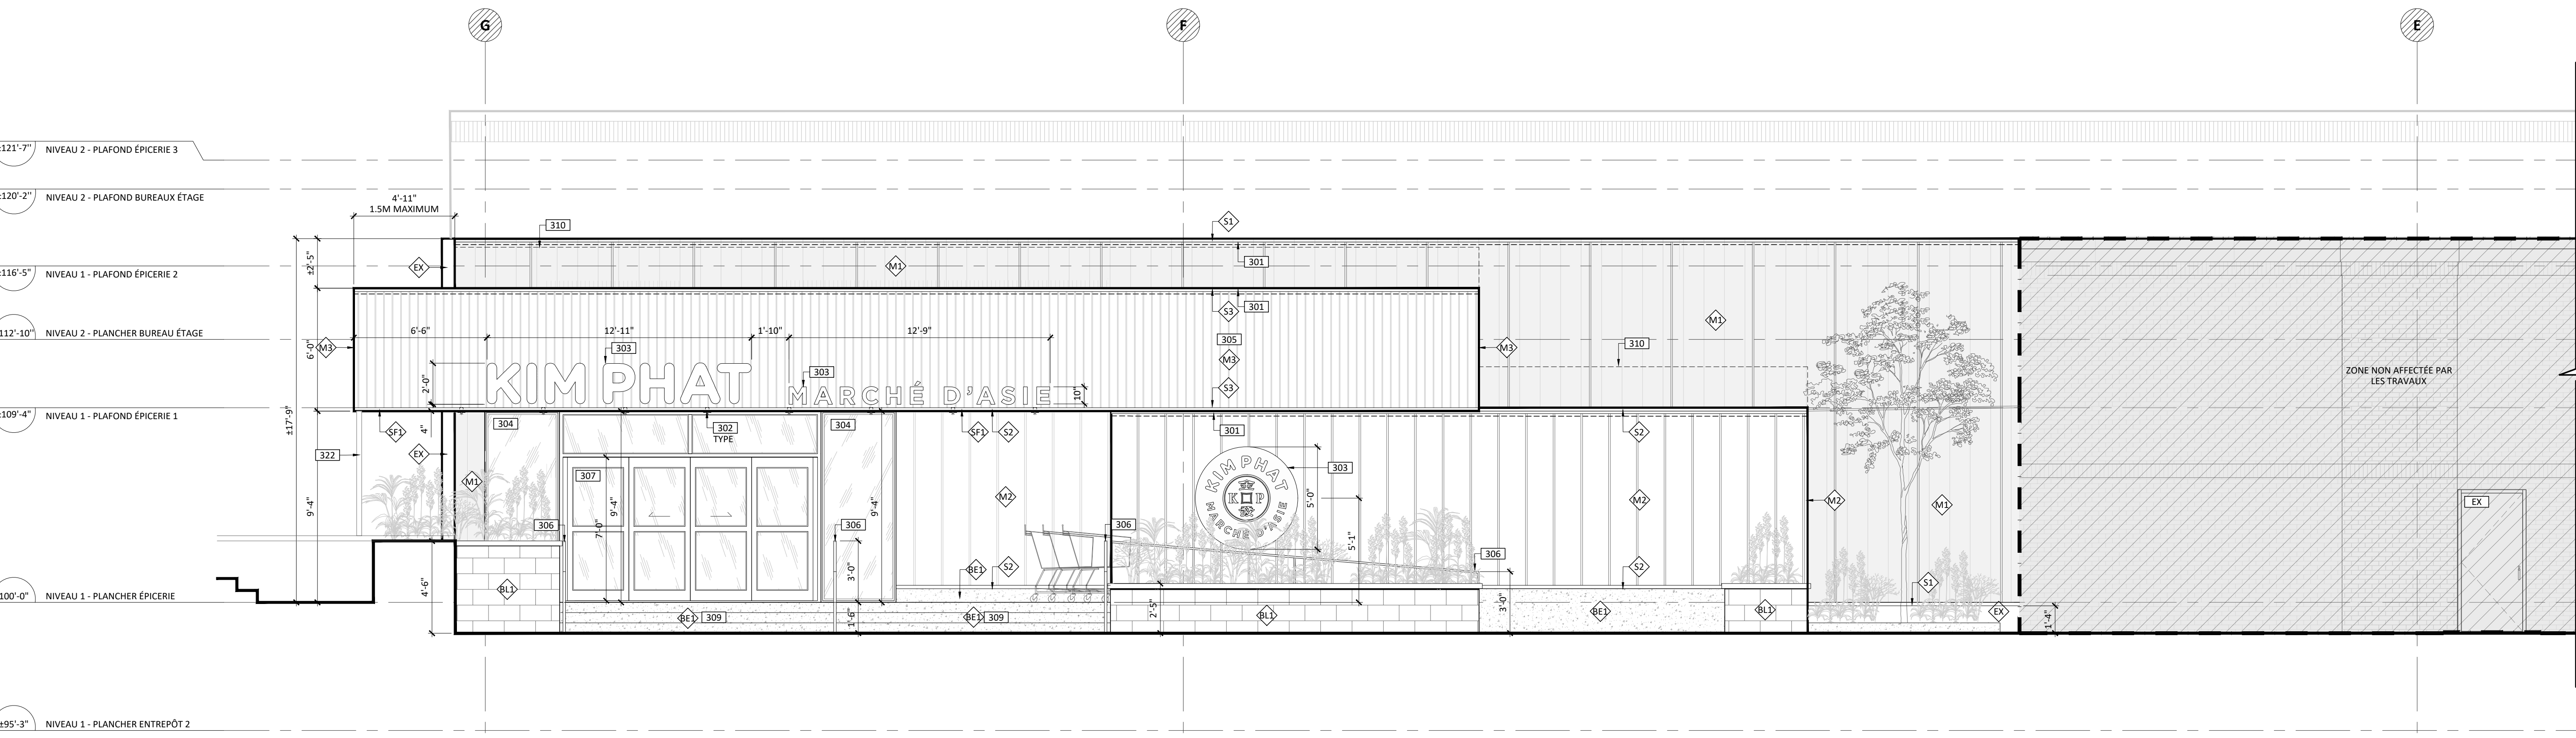 G
F
E
±121'-7"
NIVEAU 2 - PLAFOND ÉPICERIE 3
±120'-2"
NIVEAU 2 - PLAFOND BUREAUX ÉTAGE
4'-11"
1.5M MAXIMUM
310
S1
±116'-5"
NIVEAU 1 - PLAFOND ÉPICERIE 2
±2'-5"
EX
M1
301
301
S3
M1
112'-10"
NIVEAU 2 - PLANCHER BUREAU ÉTAGE
6'-0"
M3
6'-6"
12'-11"
1'-10"
12'-9"
303
305
M3
M3
310
ZONE NON AFFECTÉE PAR
LES TRAVAUX
2'-0"
KIM PHAT
303
MARCHÉ D'ASIE
10"
S3
±109'-4"
NIVEAU 1 - PLAFOND ÉPICERIE 1
±17'-9"
SF1
4"
304
302
TYPE
304
SF1
S2
301
S2
322
EX
M1
307
9'-4"
9'-4"
M2
KIM PHAT
K P
MARCHÉ D'ASIE
303
5'-0"
M2
M2
M1
EX
9'-4"
7'-0"
306
306
306
5'-1"
306
4'-6"
BL1
3'-0"
BE1
S2
S2
S1
100'-0"
NIVEAU 1 - PLANCHER ÉPICERIE
BE1
309
1'-6"
BE1
309
2'-5"
BL1
3'-0"
BE1
BL1
EX
1'-4"
±95'-3"
NIVEAU 1 - PLANCHER ENTREPÔT 2